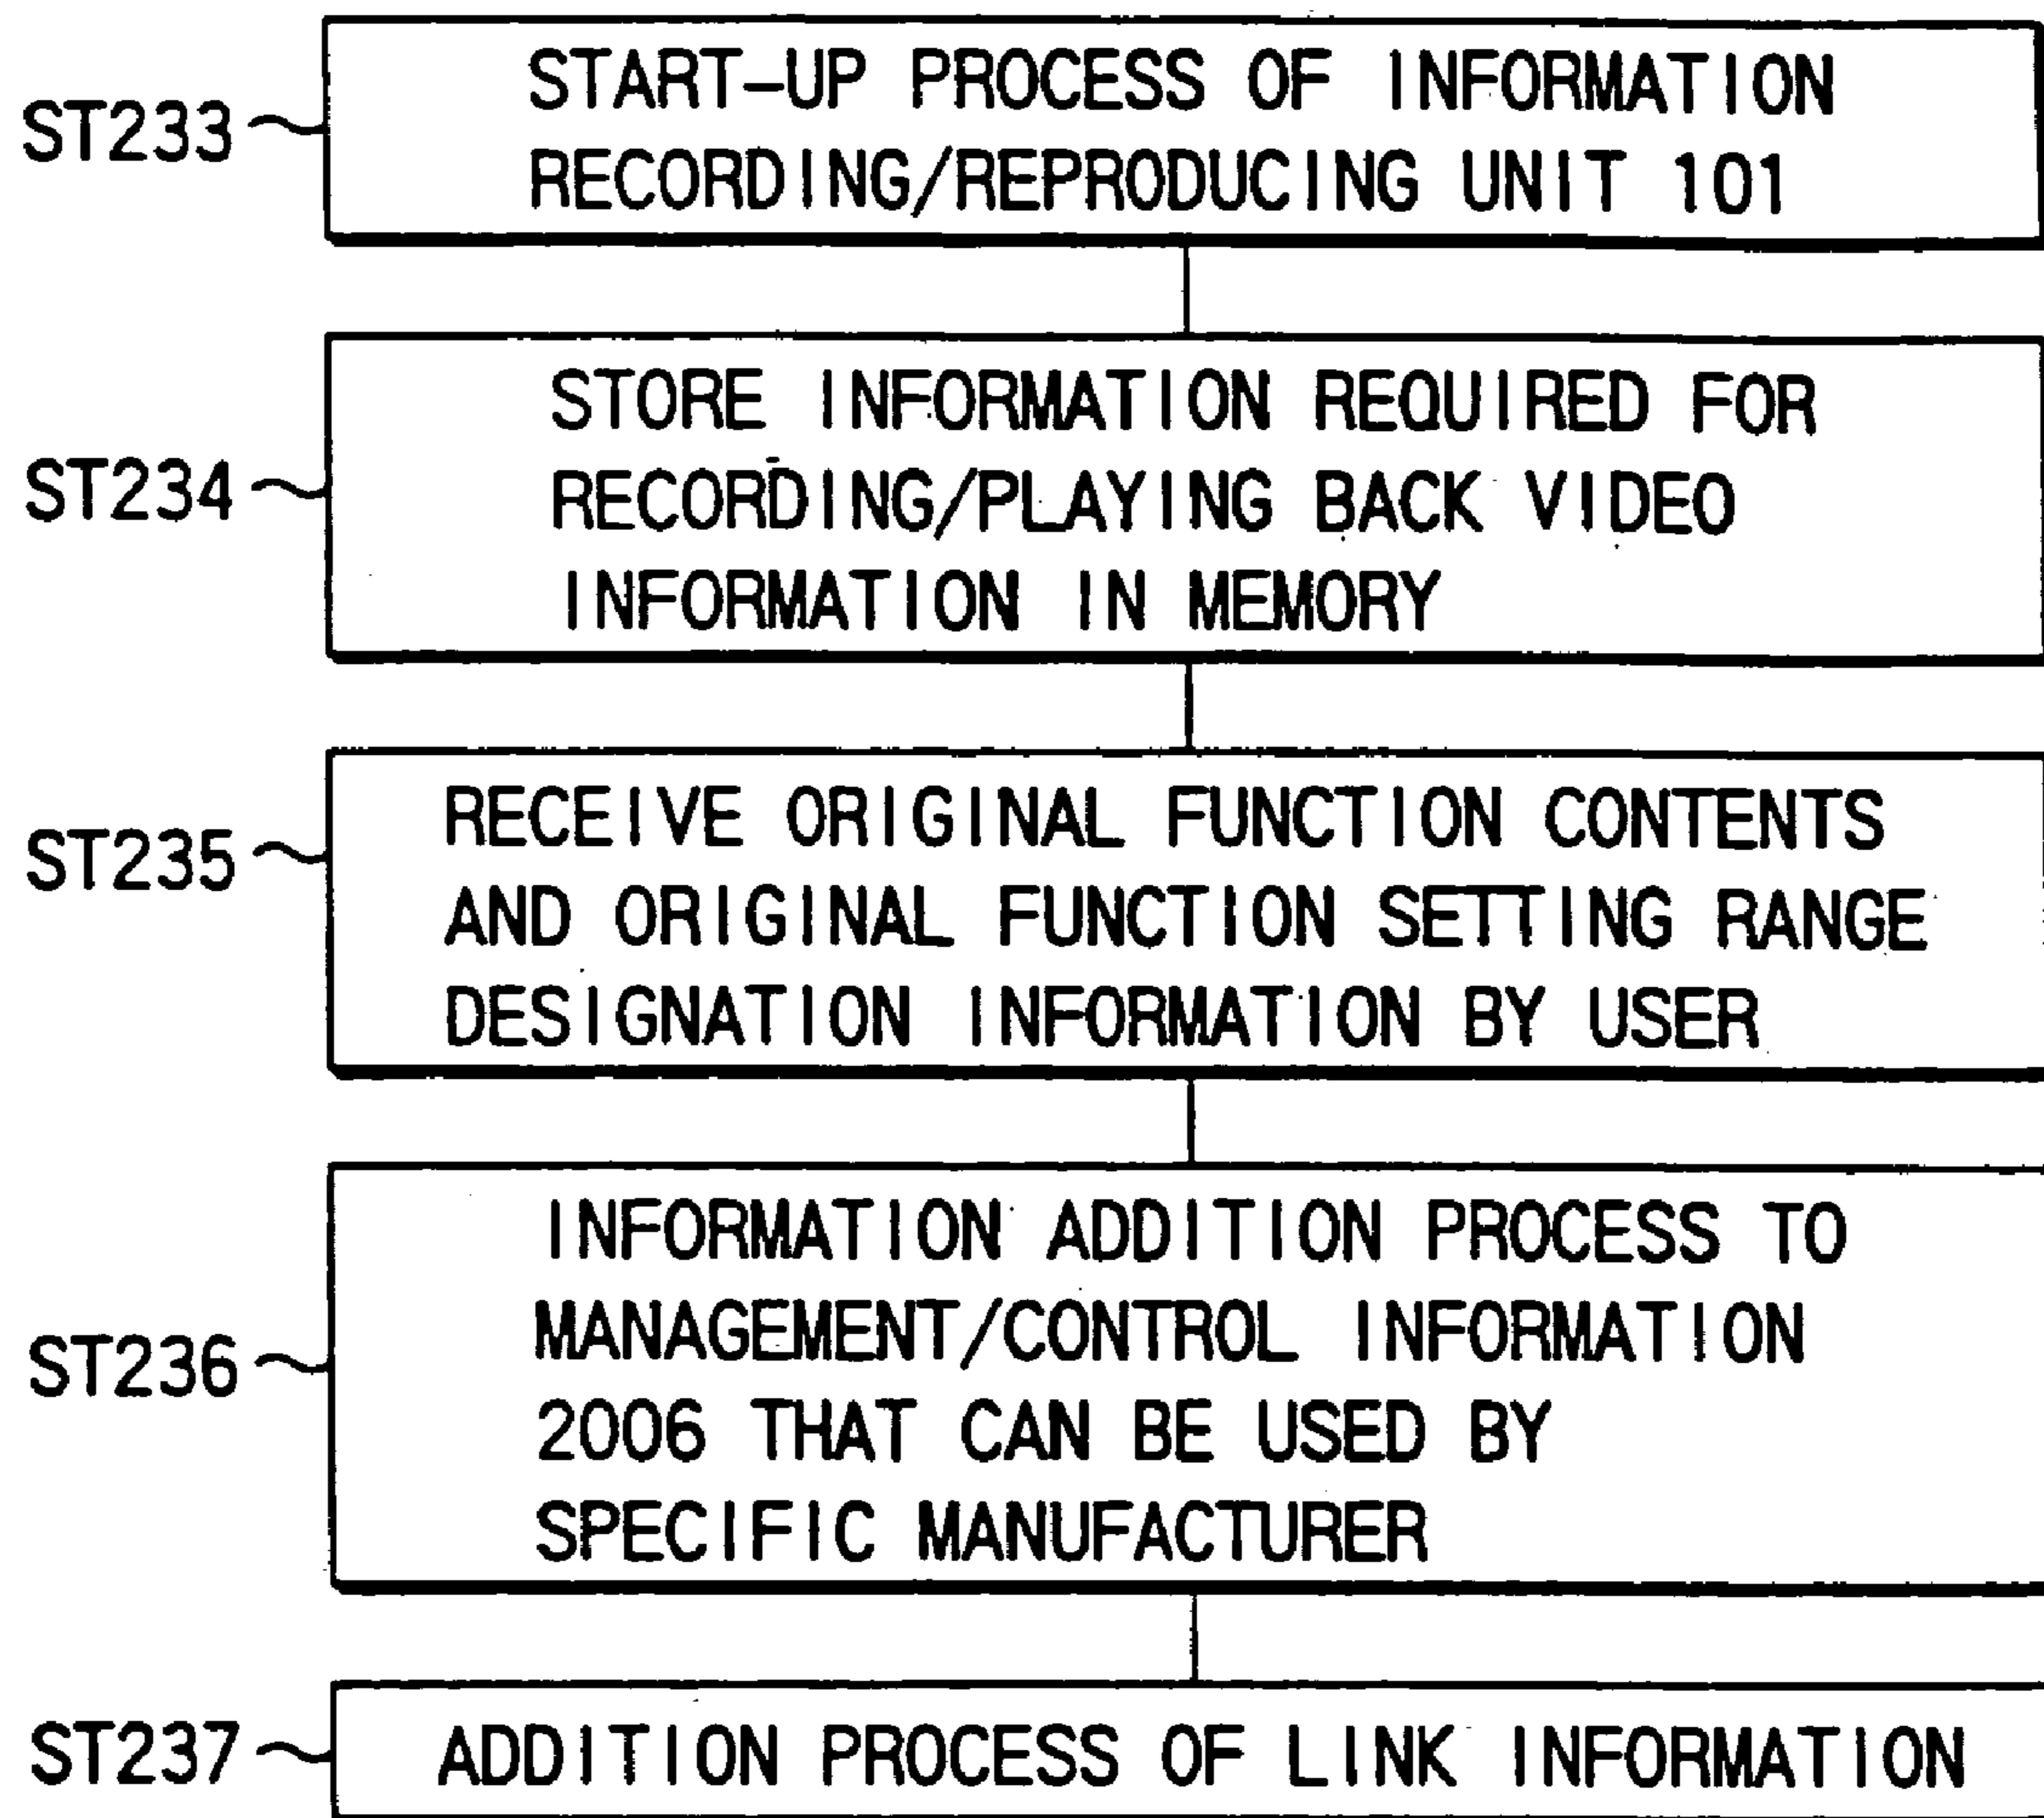 ST233
START-UP PROCESS OF INFORMATION
RECORDING/REPRODUCING UNIT 101
ST234
STORE INFORMATION REQUIRED FOR
RECORDING/PLAYING BACK VIDEO
INFORMATION IN MEMORY
ST235
RECEIVE ORIGINAL FUNCTION CONTENTS
AND ORIGINAL FUNCTION SETTING RANGE
DESIGNATION INFORMATION BY USER
ST236
INFORMATION ADDITION PROCESS TO
MANAGEMENT/CONTROL INFORMATION
2006 THAT CAN BE USED BY
SPECIFIC MANUFACTURER
ST237
ADDITION PROCESS OF LINK INFORMATION